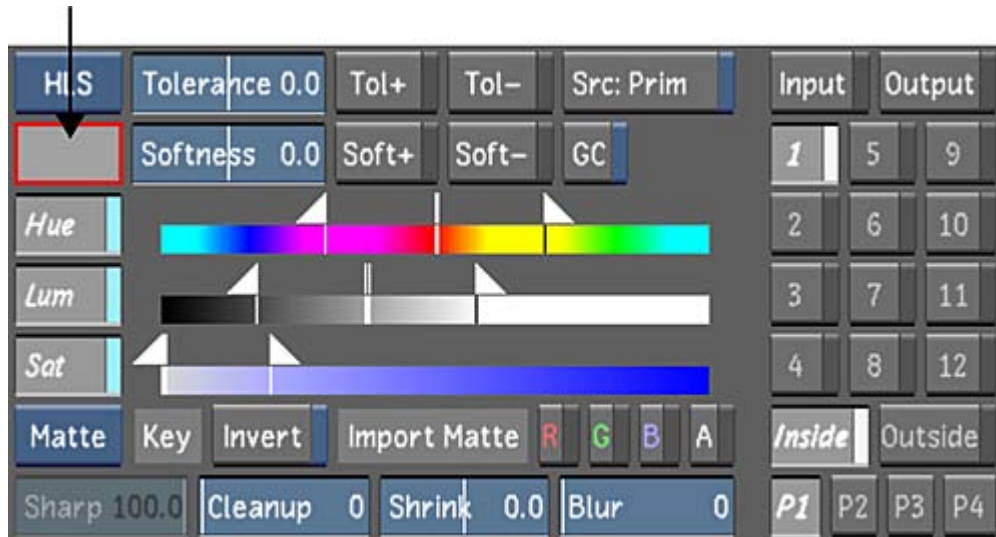 HLS Tolerance 0.0 Tol+ Tol– Src: Prim Input Output
Softness 0.0 Soft+ Soft– GC 1 5 9
Hue 2 6 10
Lum 3 7 11
Sat 4 8 12
Matte Key Invert Import Matte R G B A Inside Outside
Sharp 100.0 Cleanup 0 Shrink 0.0 Blur 0 P1 P2 P3 P4